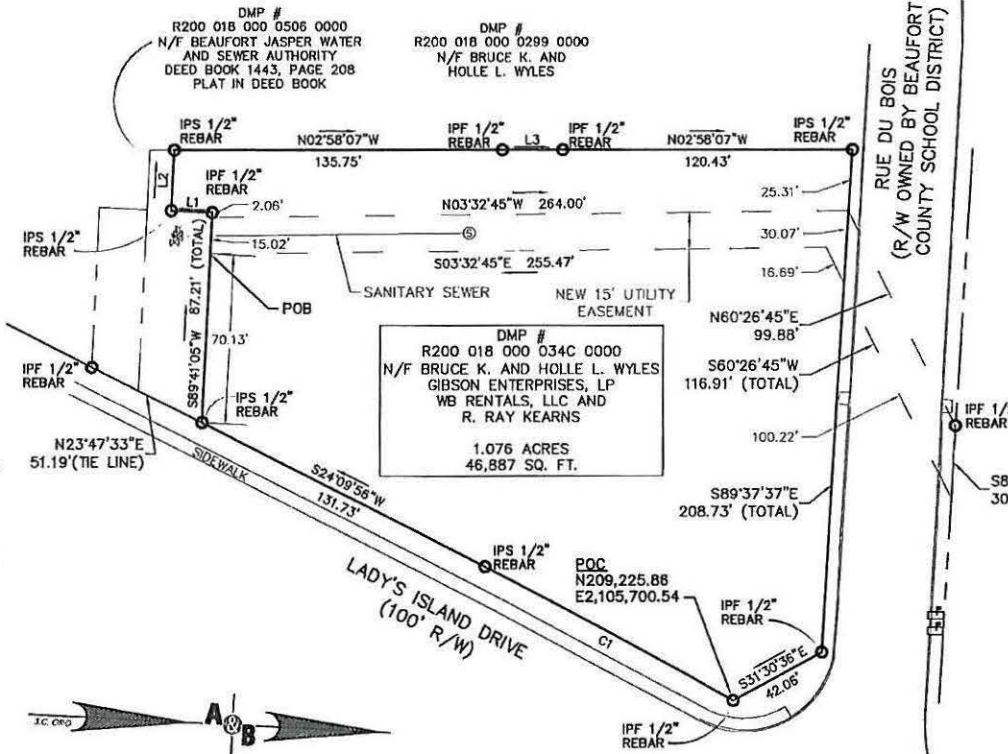 DMP #
R200 018 000 0506 0000
N/F BEAUFORT JASPER WATER
AND SEWER AUTHORITY
DEED BOOK 1443, PAGE 208
PLAT IN DEED BOOK
DMP #
R200 018 000 0299 0000
N/F BRUCE K. AND
HOLLE L. WYLES
RUE DU BOIS
(R/W OWNED BY BEAUFORT
COUNTY SCHOOL DISTRICT)
IPS 1/2"
REBAR
N02°58'07"W
135.75'
IPF 1/2"
REBAR
L3
N02°58'07"W
120.43'
IPS 1/2"
REBAR
L2
L1
IPF 1/2"
REBAR
2.06'
25.31'
N03°32'45"W 264.00'
30.07'
IPS 1/2"
REBAR
15.02'
S
S03°32'45"E 255.47'
16.69'
SANITARY SEWER
NEW 15' UTILITY
EASEMENT
POB
S89°41'05"W 87.21' (TOTAL)
70.13'
N60°26'45"E
99.88'
S60°26'45"W
116.91' (TOTAL)
DMP #
R200 018 000 034C 0000
N/F BRUCE K. AND HOLLE L. WYLES
GIBSON ENTERPRISES, LP
WB RENTALS, LLC AND
R. RAY KEARNS
1.076 ACRES
46,887 SQ. FT.
IPF 1/2"
REBAR
IPS 1/2"
REBAR
100.22'
IPF 1/
REBAR
N23°47'33"E
51.19'(TIE LINE)
SIDEWALK
S24°09'56"W
131.73'
S89°37'37"E
208.73' (TOTAL)
S8
30
IPS 1/2"
REBAR
POC
N209,225.86
E2,105,700.54
LADY'S ISLAND DRIVE
(100' R/W)
C1
IPF 1/2"
REBAR
S31°30'36"E
42.06'
IPF 1/2"
REBAR
A
&
B